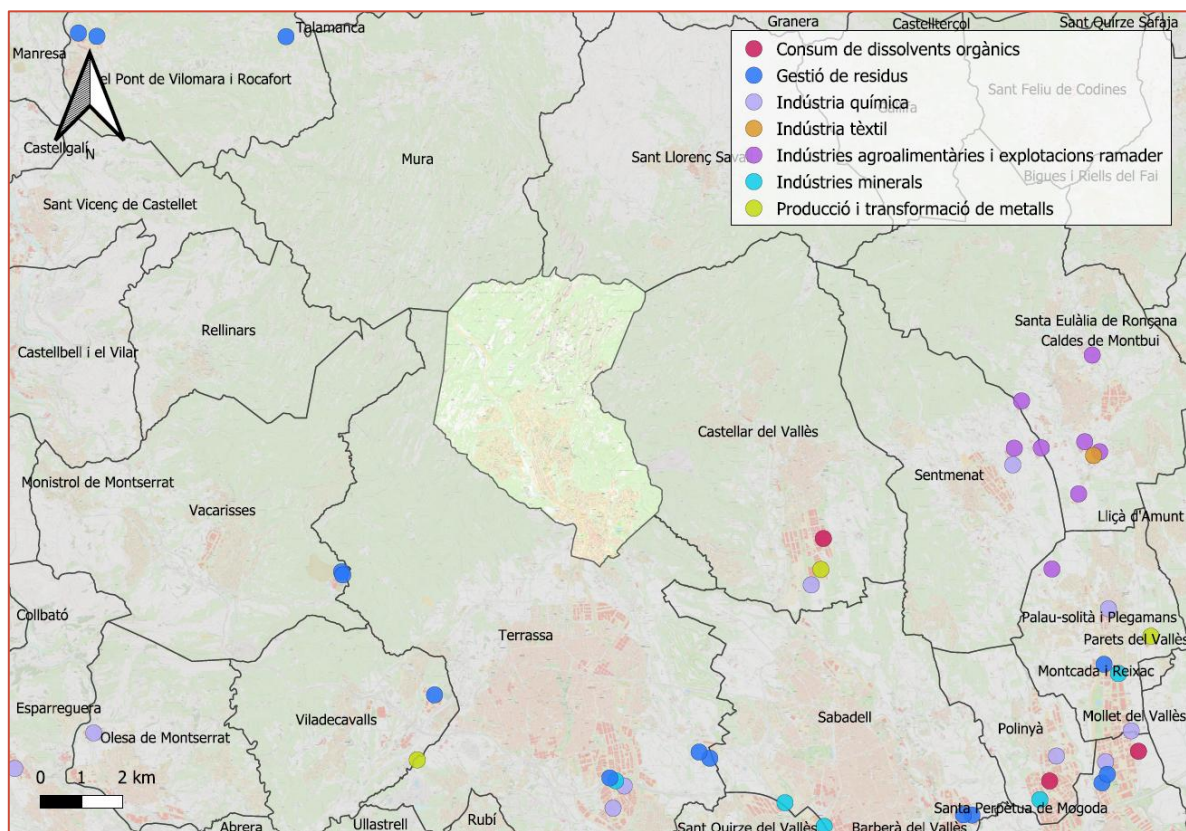 Granera
Castellterçol
Sant Quirze Safaja
Talamanca
Manresa
el Pont de Vilomara i Rocafort
Consum de dissolvents orgànics
Gestió de residus
Indústria química
Indústria tèxtil
Indústries agroalimentàries i explotacions ramader
Indústries minerals
Producció i transformació de metalls
Sant Feliu de Codines
Gallifa
Bigues i Riells del Fai
Castellgalí
N
Mura
Sant Llorenç Sava
Sant Vicenç de Castellet
Rellinars
Castellbell i el Vilar
Santa Eulàlia de Ronçana
Caldes de Montbui
Castellar del Vallès
Sentmenat
Monistrol de Montserrat
Vacarisses
Lliçà d'Amunt
Collbató
Palau-solità i Plegamans
Terrassa
Parets del Vallès
Montcada i Reixac
Esparreguera
Viladecavalls
Sabadell
Mollet del Vallès
Polinyà
Olesa de Montserrat
0 1 2 km
Santa Perpètua de Mogoda
Abrera
Ullastrell
Rubí
Sant Quirze del Vallès
Barberà del Vallès